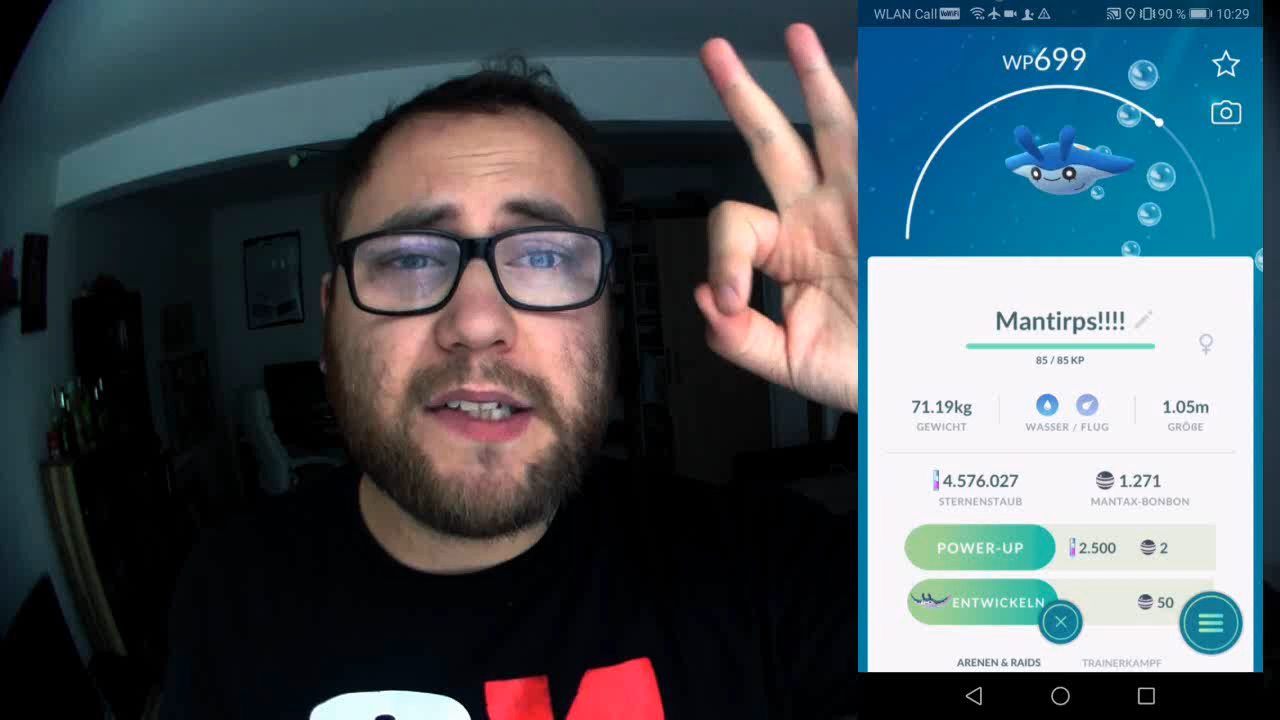 WLAN Call VoWiFi 90 % 10:29
WP699
Mantirps!!!!
85 / 85 KP
71.19kg 1.05m
GEWICHT WASSER / FLUG GRÖßE
4.576.027 1.271
STERNENSTAUB MANTAX-BONBON
POWER-UP 2.500 2
ENTWICKELN 50
ARENEN & RAIDS TRAINERKAMPF